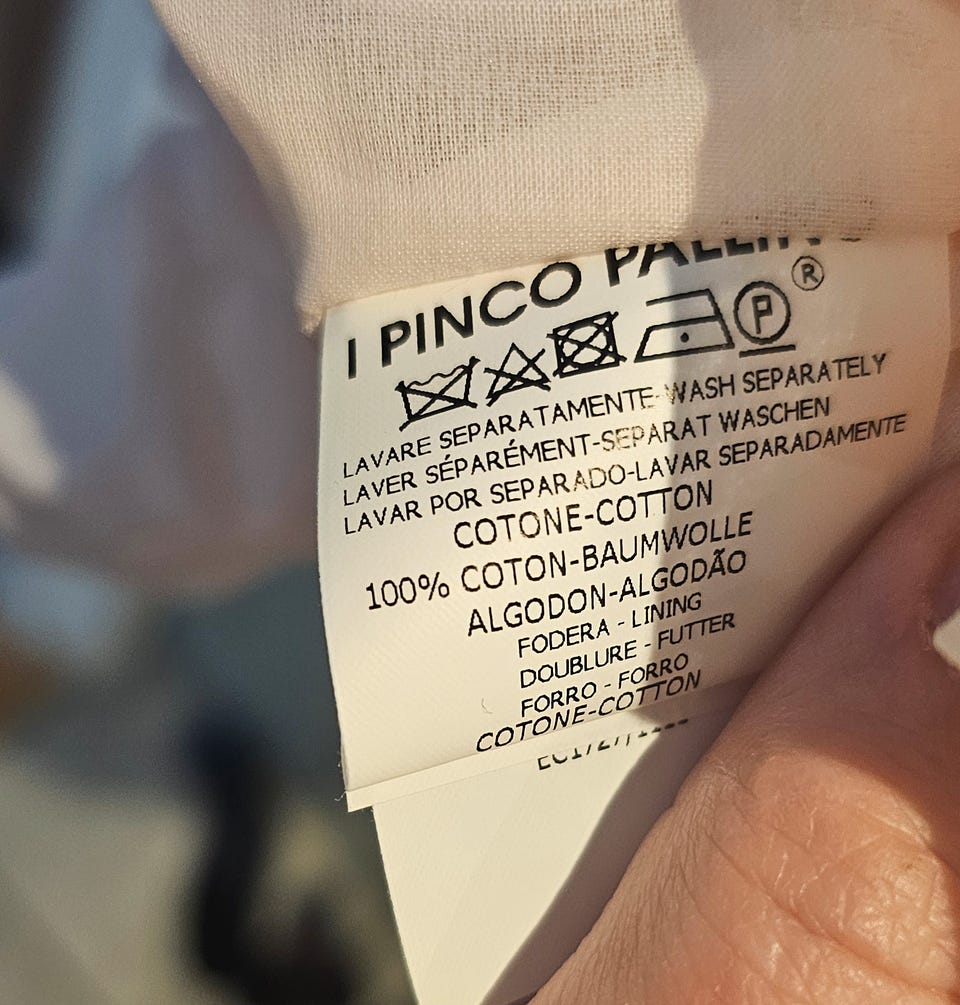 I PINCO PALLIN
®
P
LAVARE SEPARATAMENTE-WASH SEPARATELY
LAVER SÉPARÉMENT-SEPARAT WASCHEN
LAVAR POR SEPARADO-LAVAR SEPARADAMENTE
COTONE-COTTON
100% COTON-BAUMWOLLE
ALGODON-ALGODÃO
FODERA - LINING
DOUBLURE - FUTTER
FORRO - FORRO
COTONE-COTTON